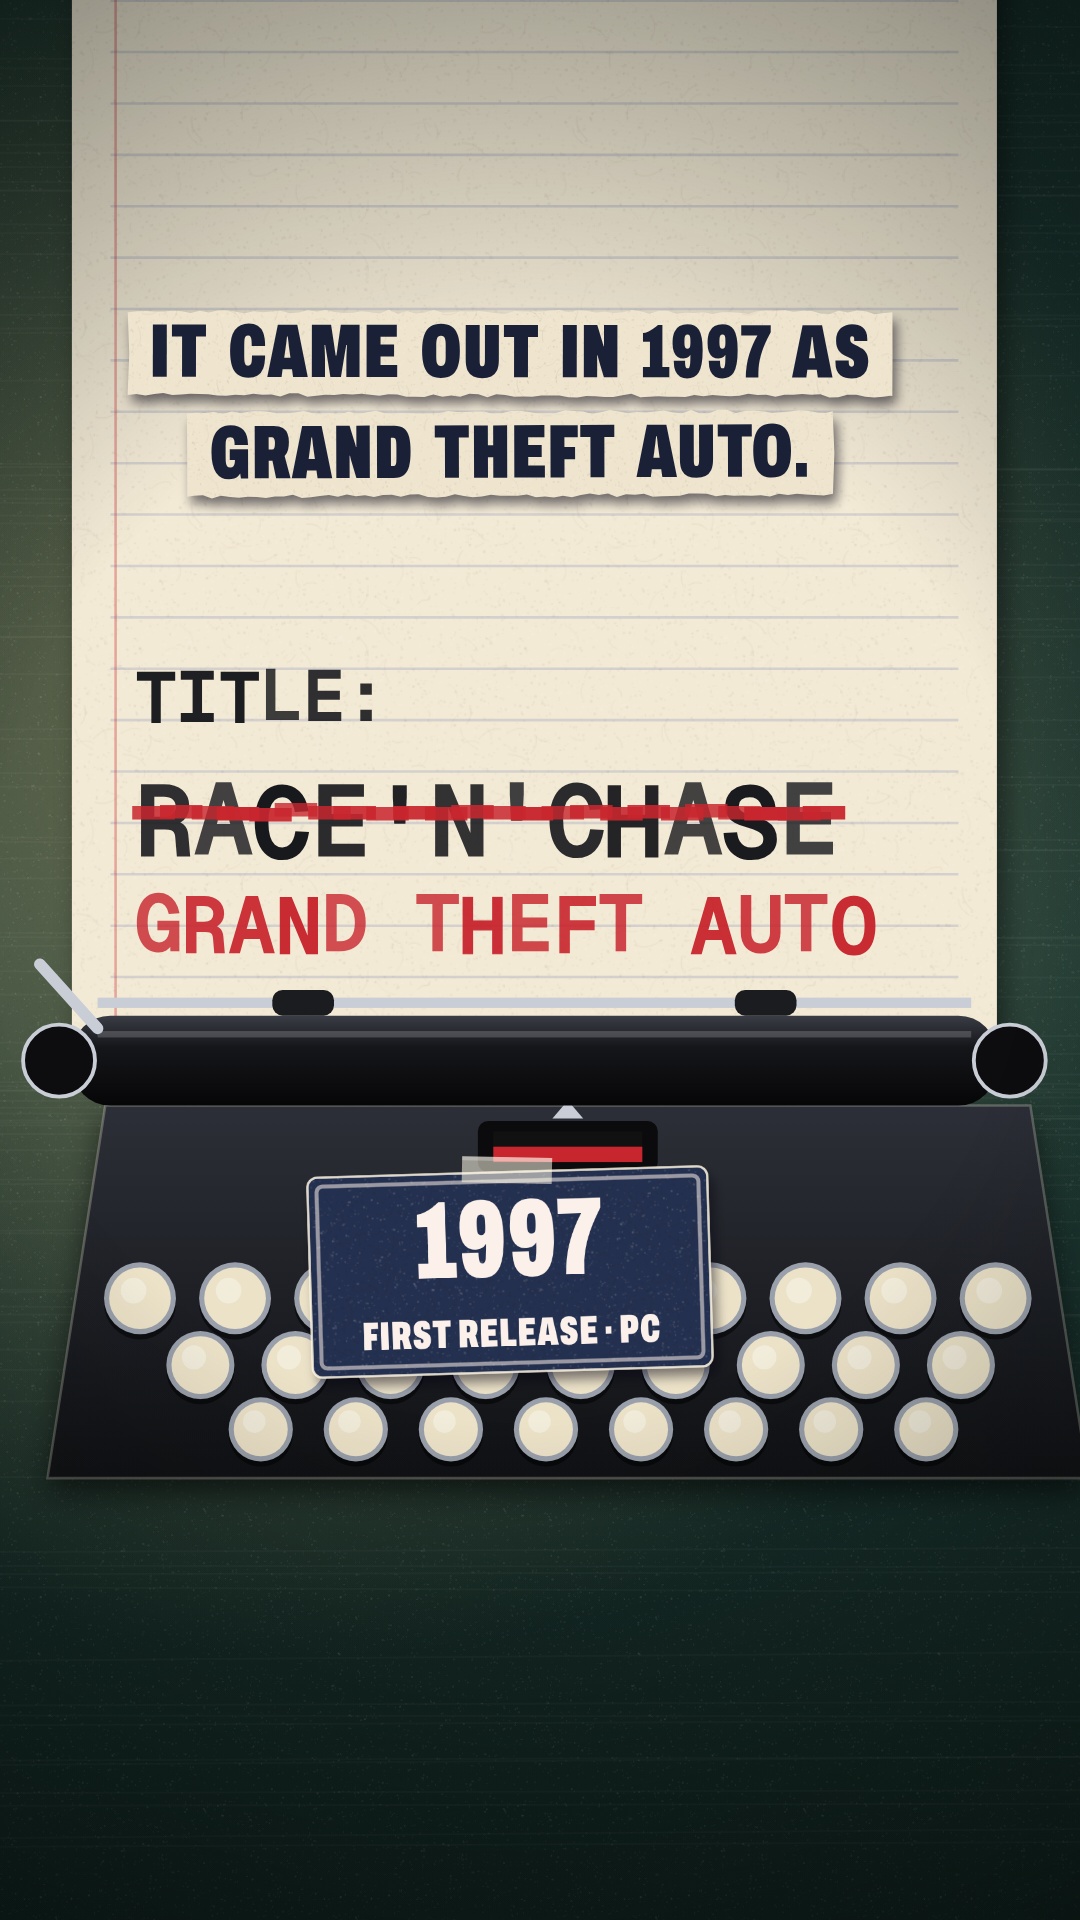 IT CAME OUT IN 1997 AS
GRAND THEFT AUTO.
TITLE:
RACE 'N' CHASE
GRAND THEFT AUTO
1997
FIRST RELEASE · PC